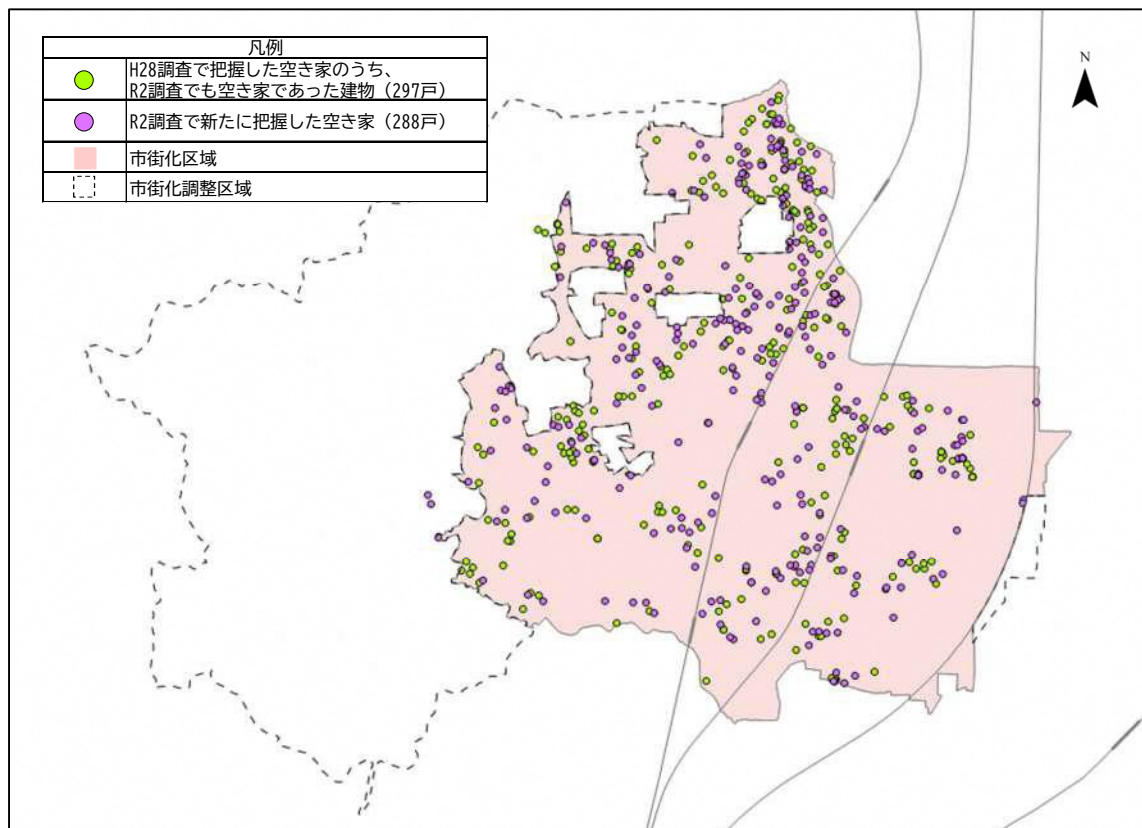 凡例
H28調査で把握した空き家のうち、
R2調査でも空き家であった建物（297戸）
R2調査で新たに把握した空き家（288戸）
市街化区域
市街化調整区域
N